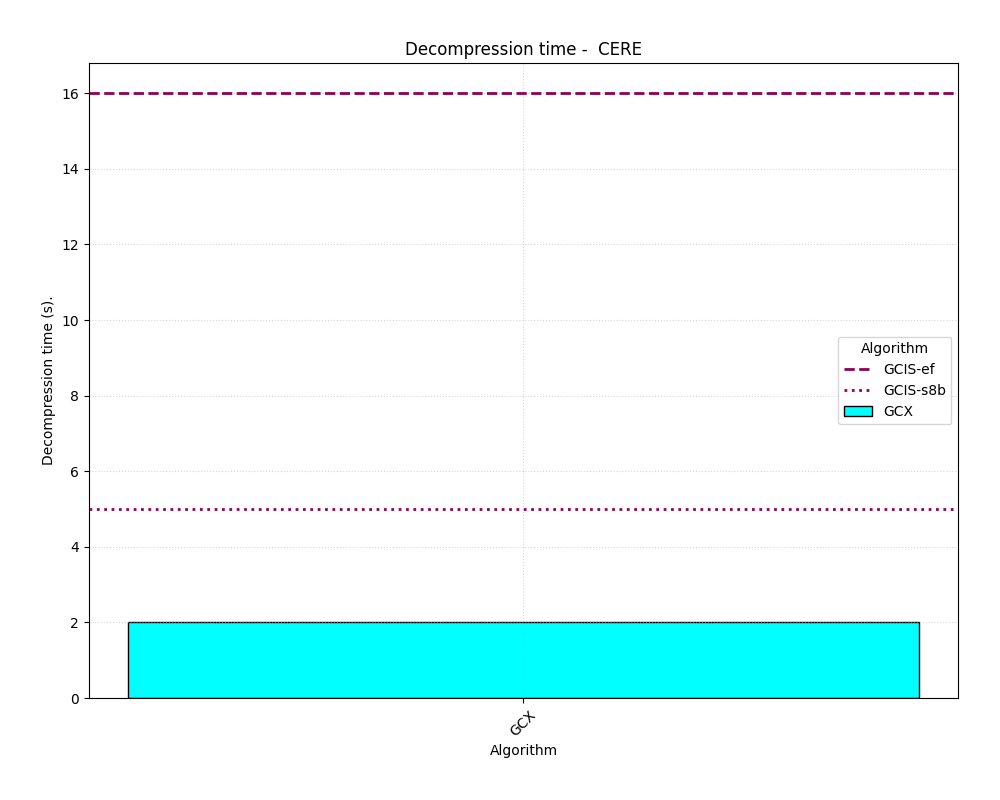 Decompression time -  CERE
16
14
12
10
8
6
4
2
0
Decompression time (s).
Algorithm
GCIS-ef
GCIS-s8b
GCX
GCX
Algorithm